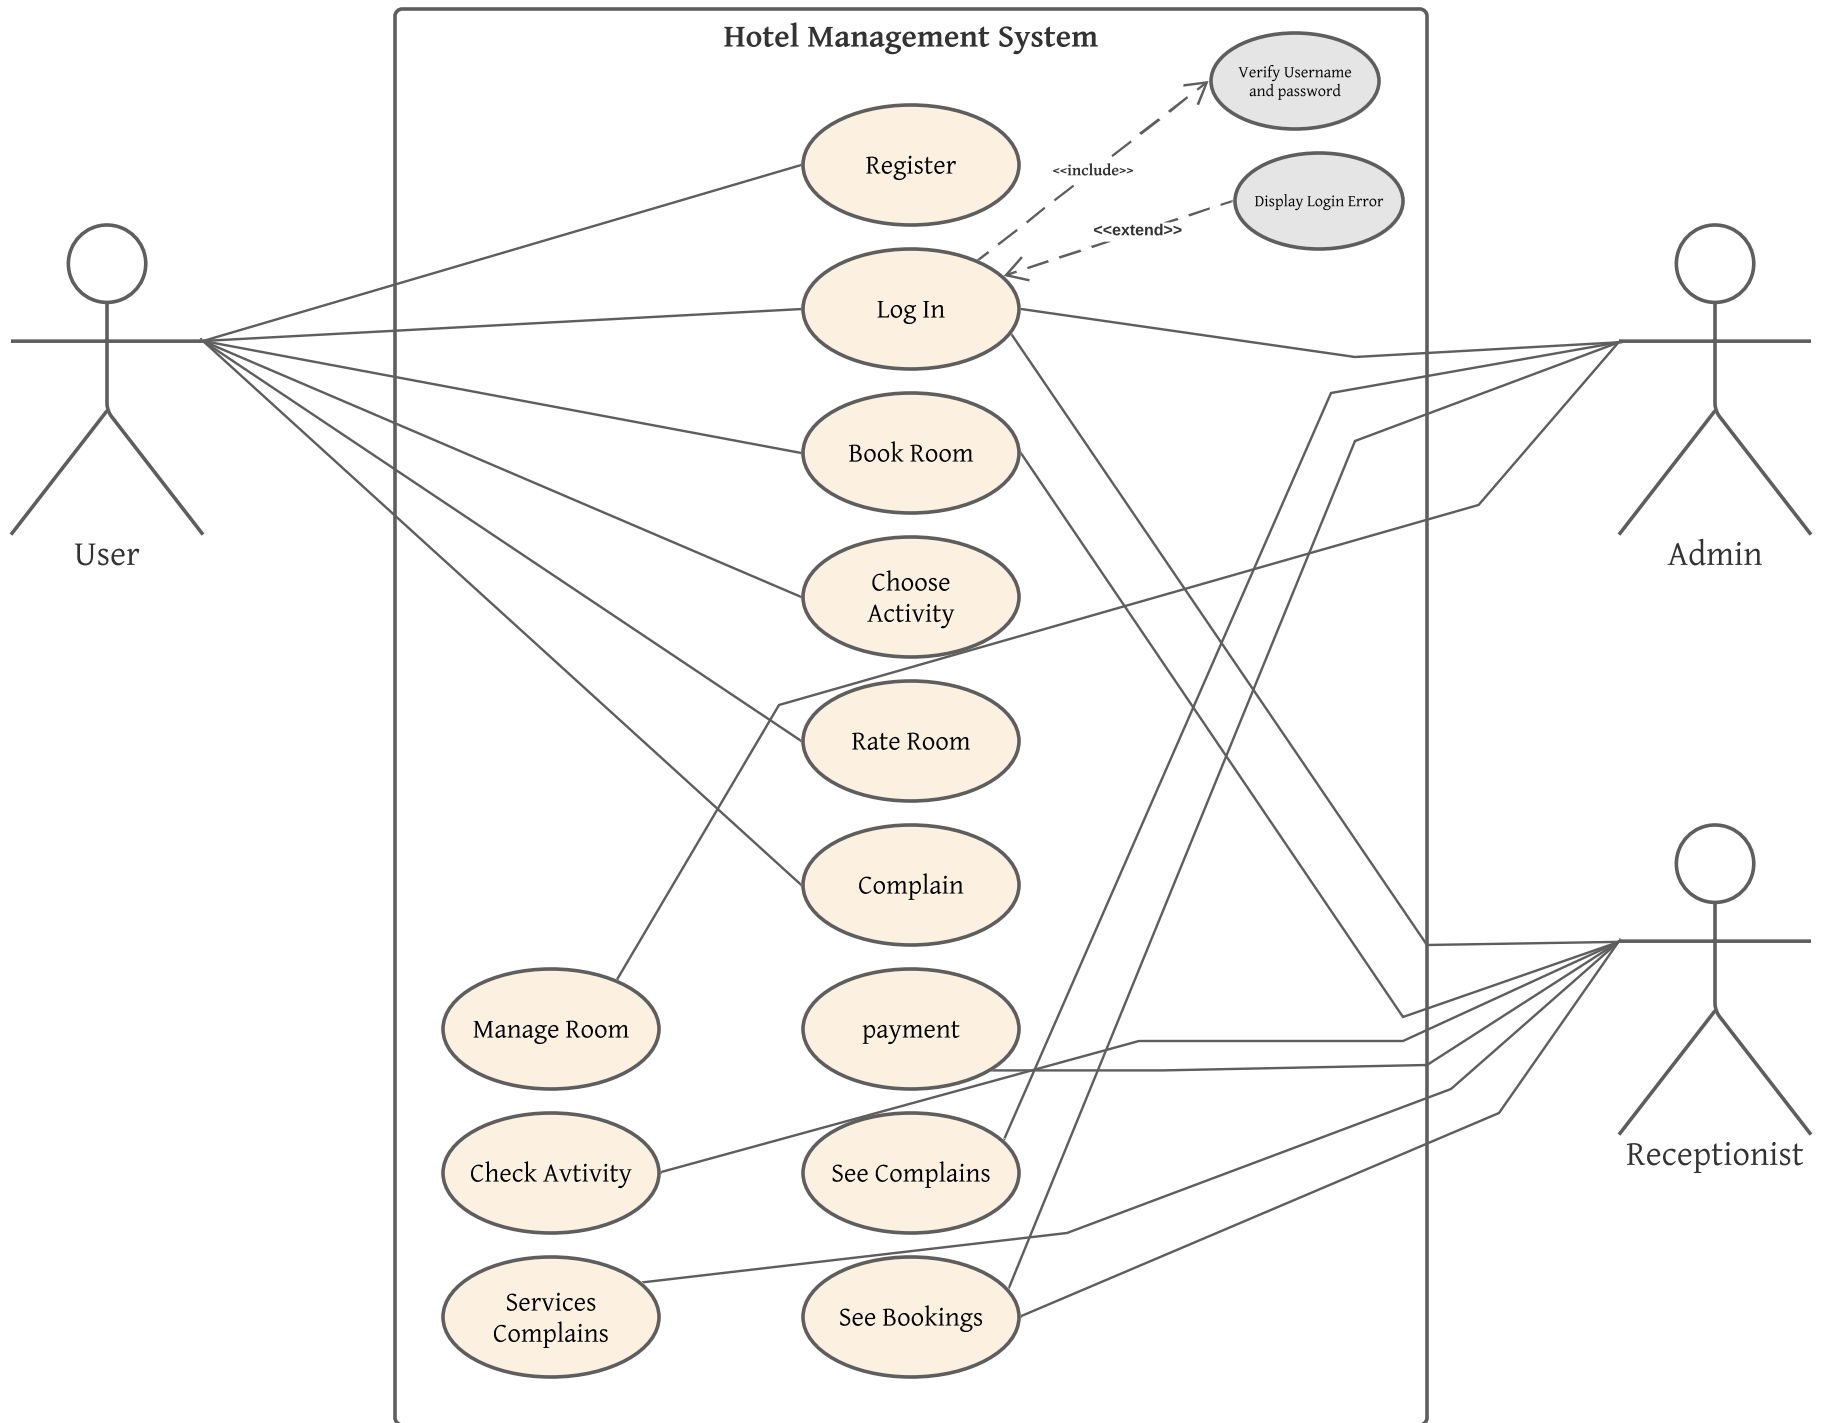 Hotel Management System
Verify Username
and password
Register
<<include>>
Display Login Error
<<extend>>
Log In
Book Room
User
Admin
Choose
Activity
Rate Room
Complain
Manage Room
payment
Receptionist
Check Avtivity
See Complains
Services
Complains
See Bookings